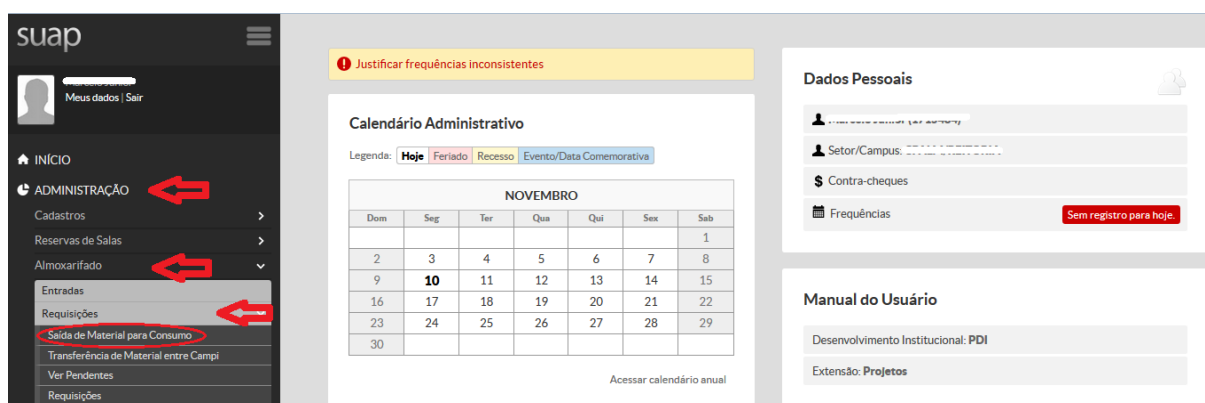 suap
Meus dados | Sair
INÍCIO
ADMINISTRAÇÃO
Cadastros
Reservas de Salas
Almoxarifado
Entradas
Requisições
Saída de Material para Consumo
Transferência de Material entre Campi
Ver Pendentes
Requisições
Justificar frequências inconsistentes
Calendário Administrativo
Legenda: Hoje Feriado Recesso Evento/Data Comemorativa
NOVEMBRO
Dom Seg Ter Qua Qui Sex Sab
1
2 3 4 5 6 7 8
9 10 11 12 13 14 15
16 17 18 19 20 21 22
23 24 25 26 27 28 29
30
Acessar calendário anual
Dados Pessoais
Setor/Campus:
$ Contra-cheques
Frequências Sem registro para hoje.
Manual do Usuário
Desenvolvimento Institucional: PDI
Extensão: Projetos